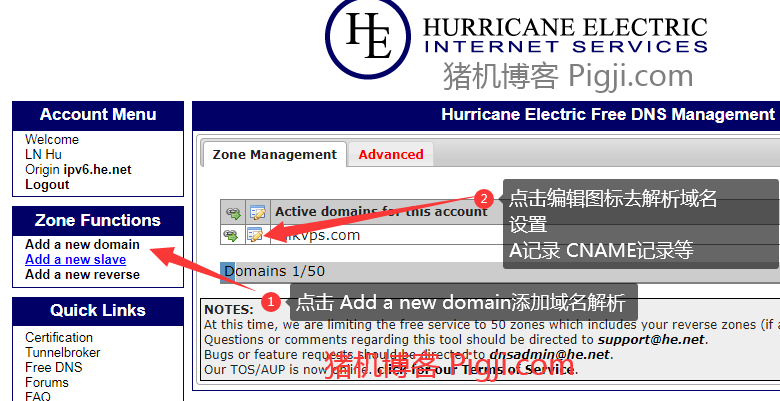 HE
HURRICANE ELECTRIC
INTERNET SERVICES
猪机博客 Pigji.com
Account Menu
Welcome
LN Hu
Origin ipv6.he.net
Logout
Zone Functions
Add a new domain
Add a new slave
Add a new reverse
Quick Links
Certification
Tunnelbroker
Free DNS
Forums
FAQ
Hurricane Electric Free DNS Management
Zone Management
Advanced
Active domains for this account
kvps.com
Domains 1/50
2
点击编辑图标去解析域名
设置
A记录 CNAME记录等
1
点击 Add a new domain添加域名解析
NOTES:
At this time, we are limiting the free service to 50 zones which includes your reverse zones (if a
Questions or comments regarding this tool should be directed to support@he.net.
Bugs or feature requests should be directed to dnsadmin@he.net.
Our TOS/AUP is now online. click for our Terms of Service.
猪机博客 Pigji.com